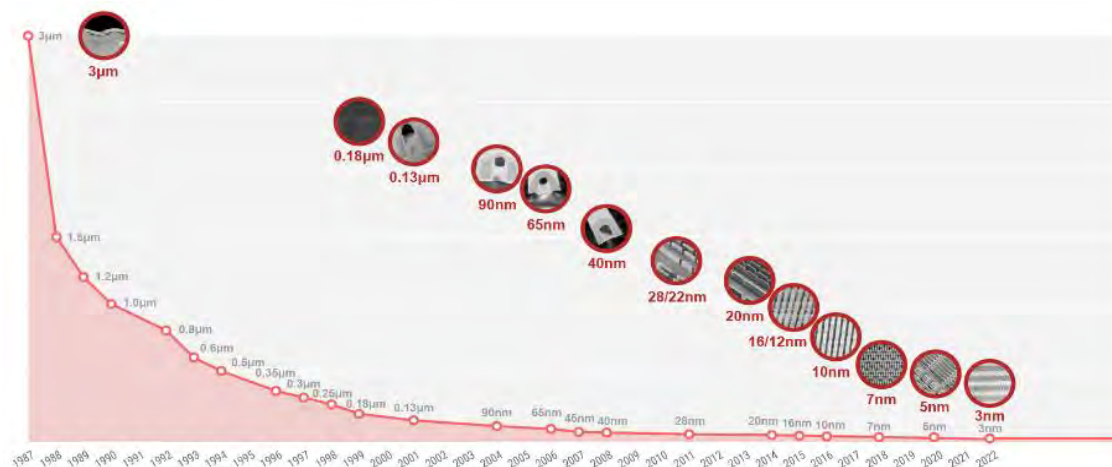 3µm
3µm
0.18µm
0.13µm
90nm
65nm
40nm
28/22nm
20nm
16/12nm
10nm
7nm
5nm
3nm
1.5µm
1.2µm
1.0µm
0.8µm
0.6µm
0.5µm
0.35µm
0.3µm
0.25µm
0.18µm
0.13µm
90nm
65nm
45nm
40nm
28nm
20nm
16nm
10nm
7nm
5nm
3nm
1987 1988 1989 1990 1991 1992 1993 1994 1995 1996 1997 1998 1999 2000 2001 2002 2003 2004 2005 2006 2007 2008 2009 2010 2011 2012 2013 2014 2015 2016 2017 2018 2019 2020 2021 2022